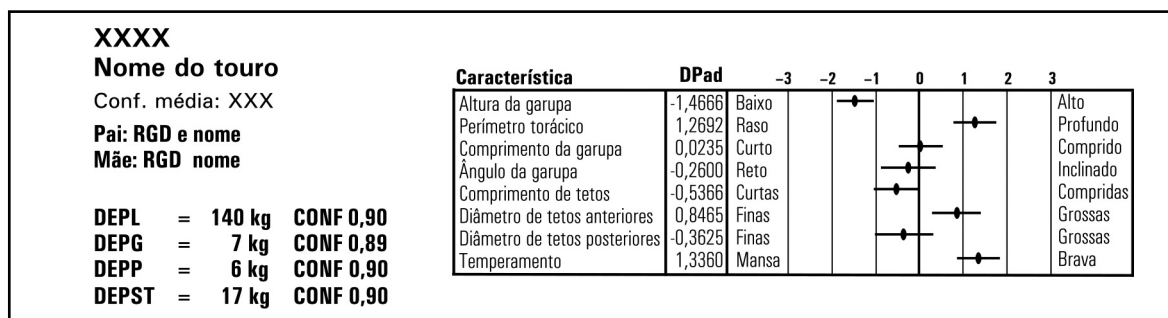 XXXX
Nome do touro
Conf. média: XXX
Pai: RGD e nome
Mãe: RGD nome
DEPL = 140 kg CONF 0,90
DEPG = 7 kg CONF 0,89
DEPP = 6 kg CONF 0,90
DEPST = 17 kg CONF 0,90
Característica DPad −3 −2 −1 0 1 2 3
Altura da garupa -1,4666 Baixo Alto
Perímetro torácico 1,2692 Raso Profundo
Comprimento da garupa 0,0235 Curto Comprido
Ângulo da garupa -0,2600 Reto Inclinado
Comprimento de tetos -0,5366 Curtas Compridas
Diâmetro de tetos anteriores 0,8465 Finas Grossas
Diâmetro de tetos posteriores -0,3625 Finas Grossas
Temperamento 1,3360 Mansa Brava